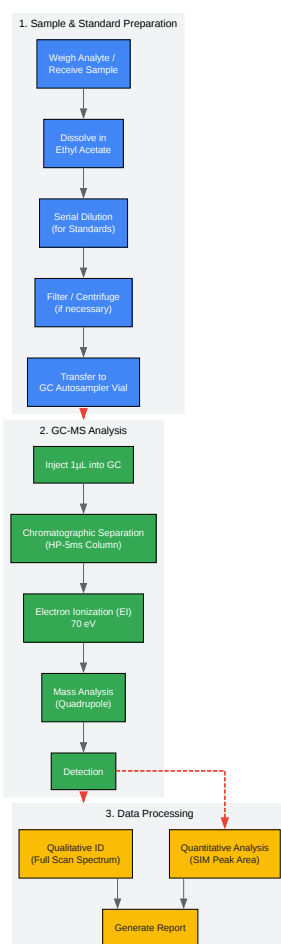 1. Sample & Standard Preparation
Weigh Analyte /
Receive Sample
Dissolve in
Ethyl Acetate
Serial Dilution
(for Standards)
Filter / Centrifuge
(if necessary)
Transfer to
GC Autosampler Vial
2. GC-MS Analysis
Inject 1µL into GC
Chromatographic Separation
(HP-5ms Column)
Electron Ionization (EI)
70 eV
Mass Analysis
(Quadrupole)
Detection
3. Data Processing
Qualitative ID
(Full Scan Spectrum)
Quantitative Analysis
(SIM Peak Area)
Generate Report